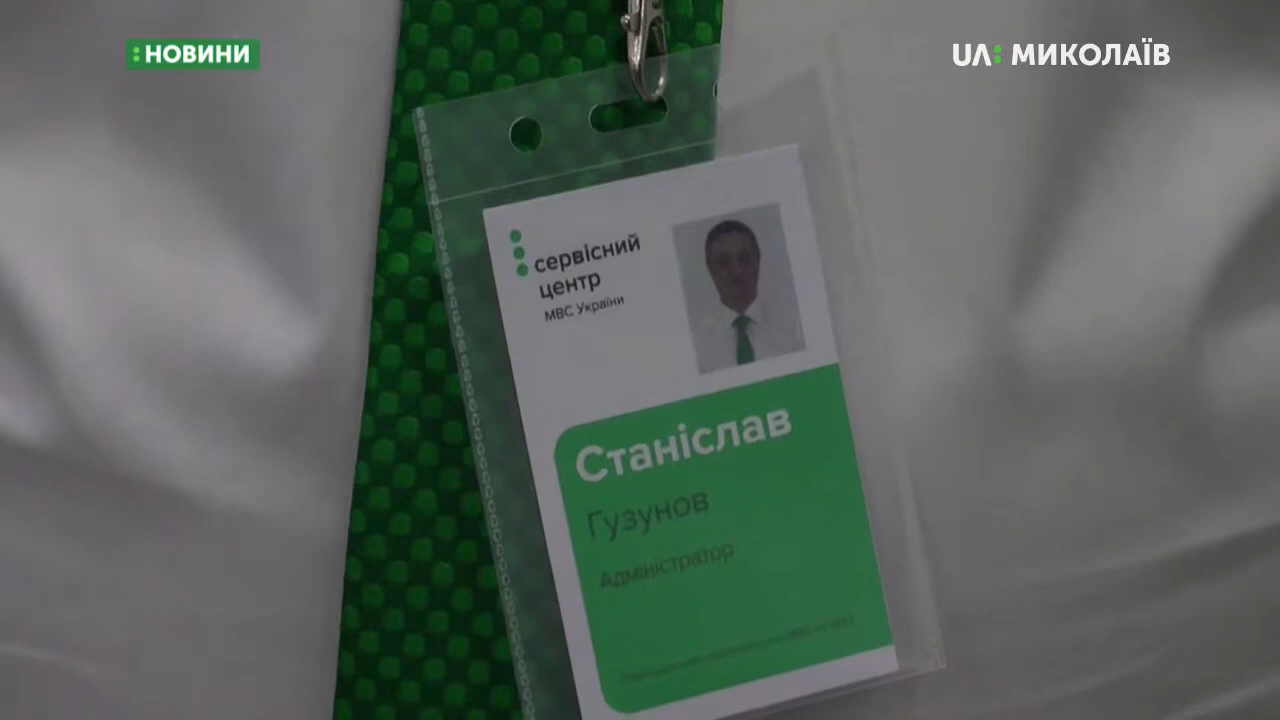 НОВИНИ
UA: МИКОЛАЇВ
сервісний
центр
МВС України
Станіслав
Гузунов
Адміністратор